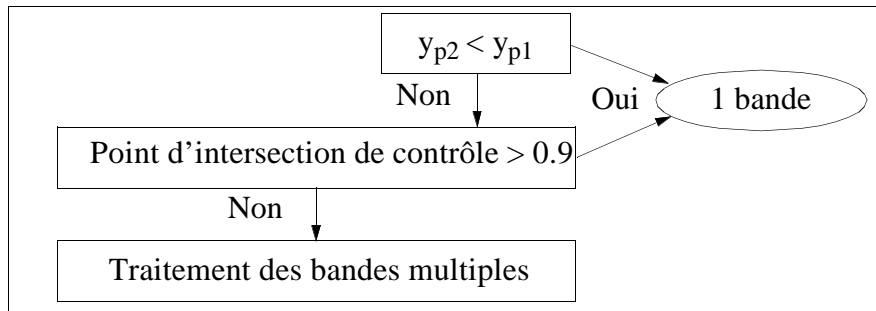 y_p2 < y_p1
Non
Oui
1 bande
Point d'intersection de contrôle > 0.9
Non
Traitement des bandes multiples